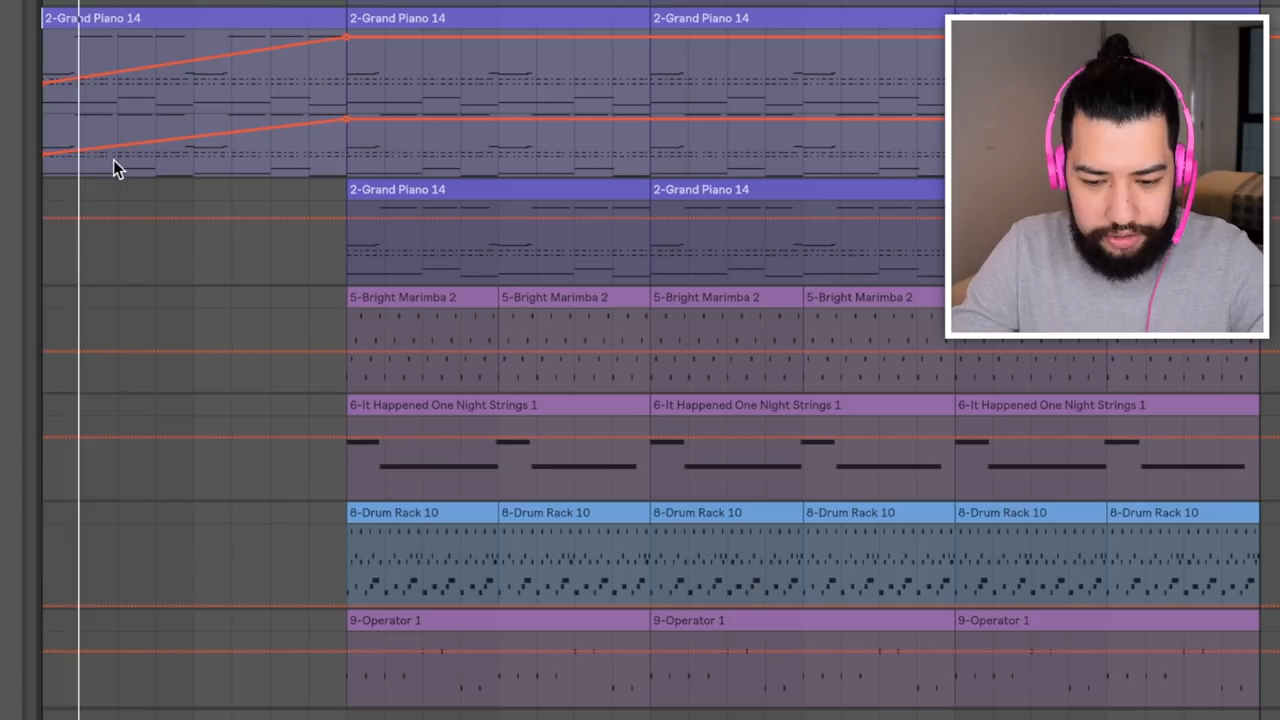 2-Grand Piano 14 2-Grand Piano 14 2-Grand Piano 14
2-Grand Piano 14 2-Grand Piano 14
5-Bright Marimba 2 5-Bright Marimba 2 5-Bright Marimba 2 5-Bright Marimba 2
6-It Happened One Night Strings 1 6-It Happened One Night Strings 1 6-It Happened One Night Strings 1
8-Drum Rack 10 8-Drum Rack 10 8-Drum Rack 10 8-Drum Rack 10 8-Drum Rack 10 8-Drum Rack 10
9-Operator 1 9-Operator 1 9-Operator 1